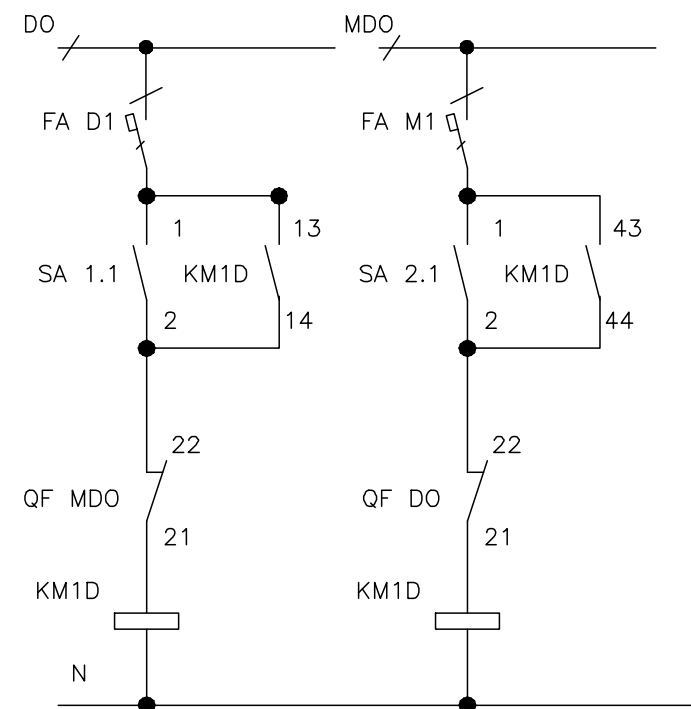 DO MDO
FA D1 FA M1
1 13 1 43
SA 1.1 KM1D SA 2.1 KM1D
2 14 2 44
22 22
QF MDO QF DO
21 21
KM1D KM1D
N